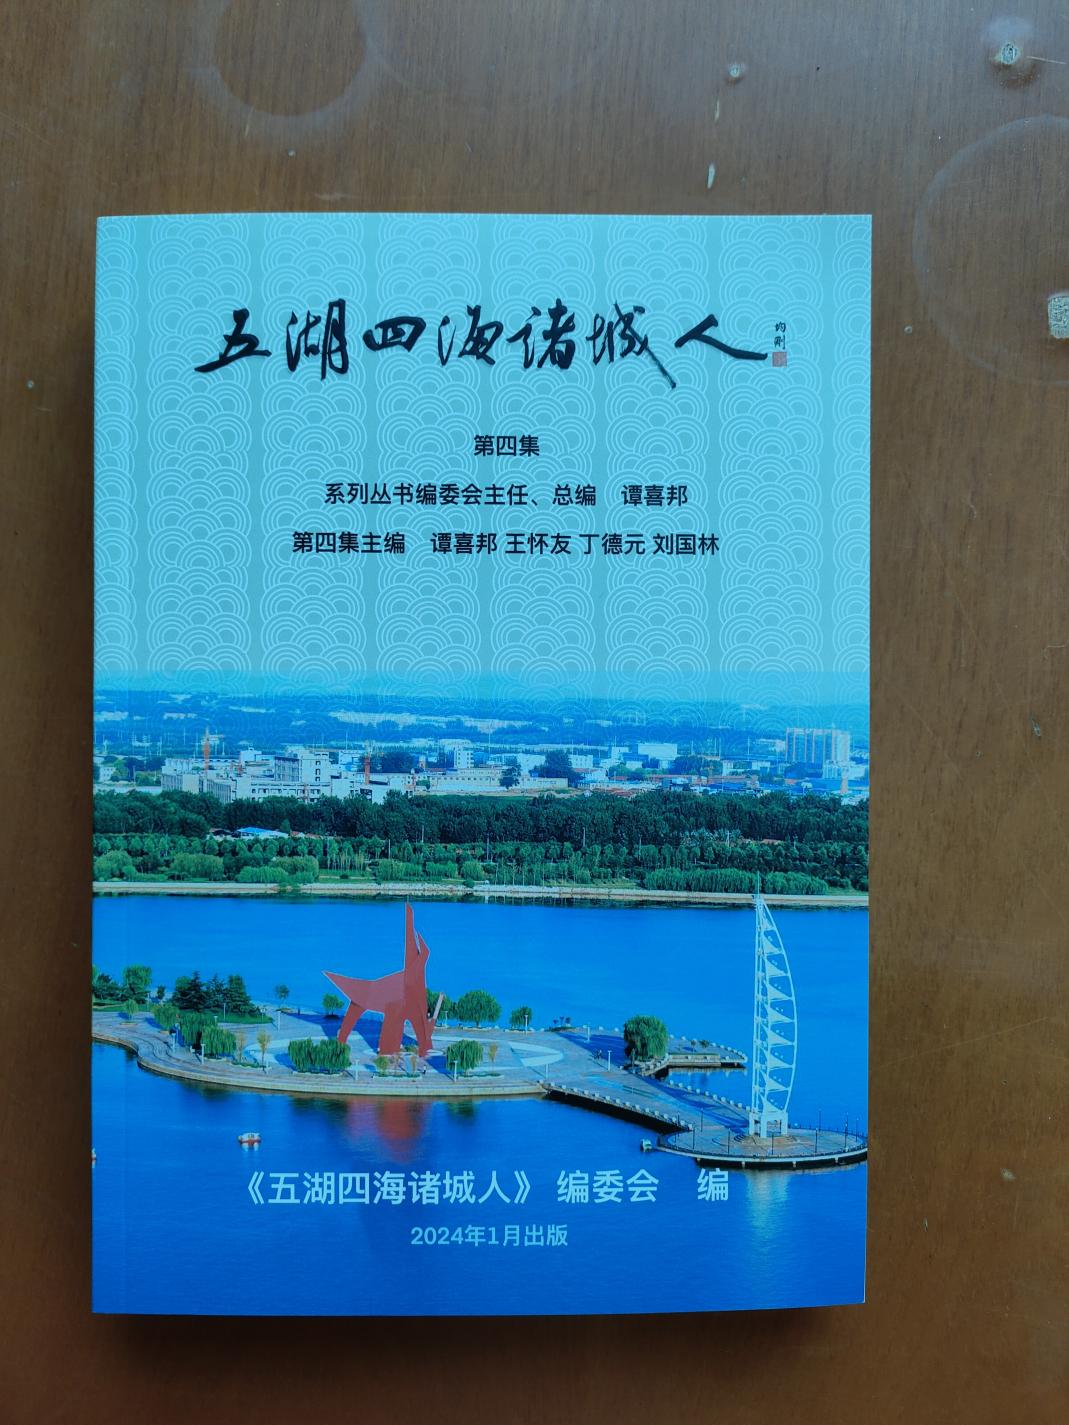 五湖四海诸城人
均刚
第四集
系列丛书编委会主任、总编 谭喜邦
第四集主编 谭喜邦 王怀友 丁德元 刘国林
《五湖四海诸城人》 编委会 编
2024年1月出版